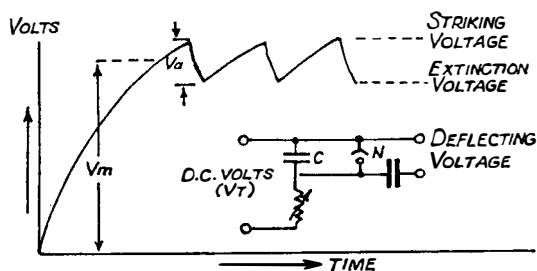 VOLTS
STRIKING
VOLTAGE
Va
EXTINCTION
VOLTAGE
Vm
C
N
DEFLECTING
VOLTAGE
D.C. VOLTS
(VT)
TIME